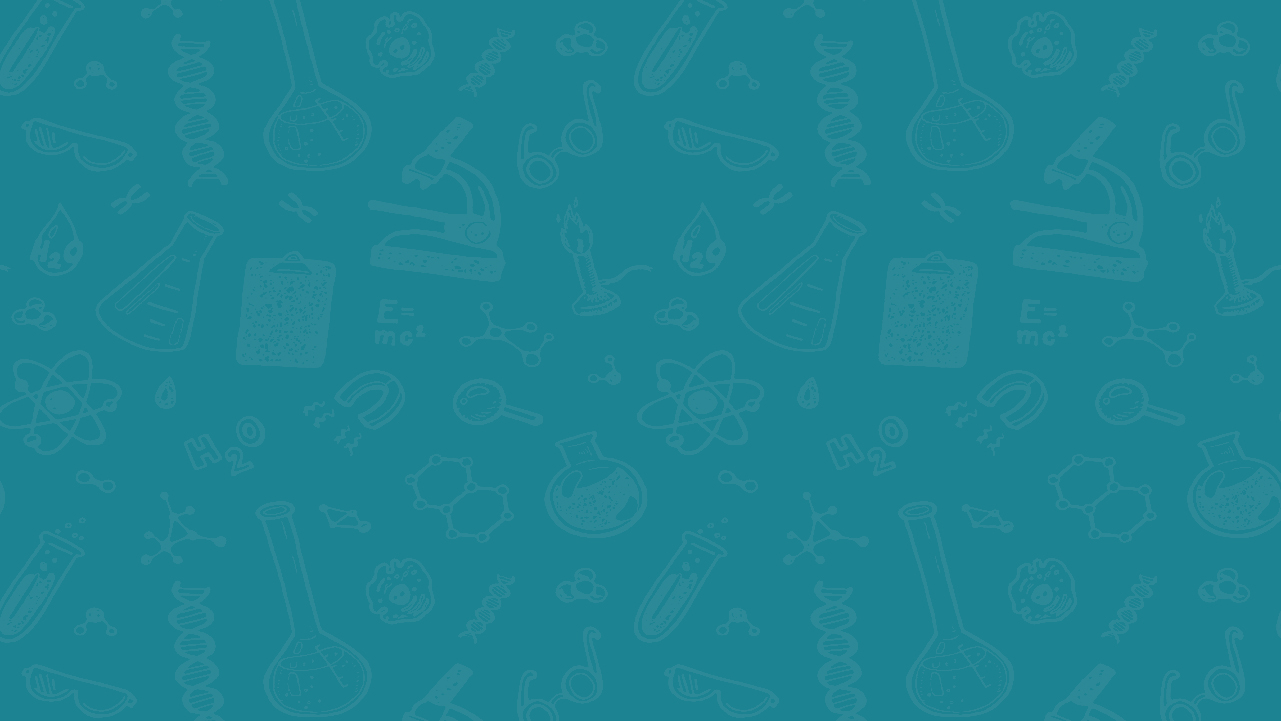 H₂O
H₂O
E=
mc²
E=
mc²
H₂O
H₂O